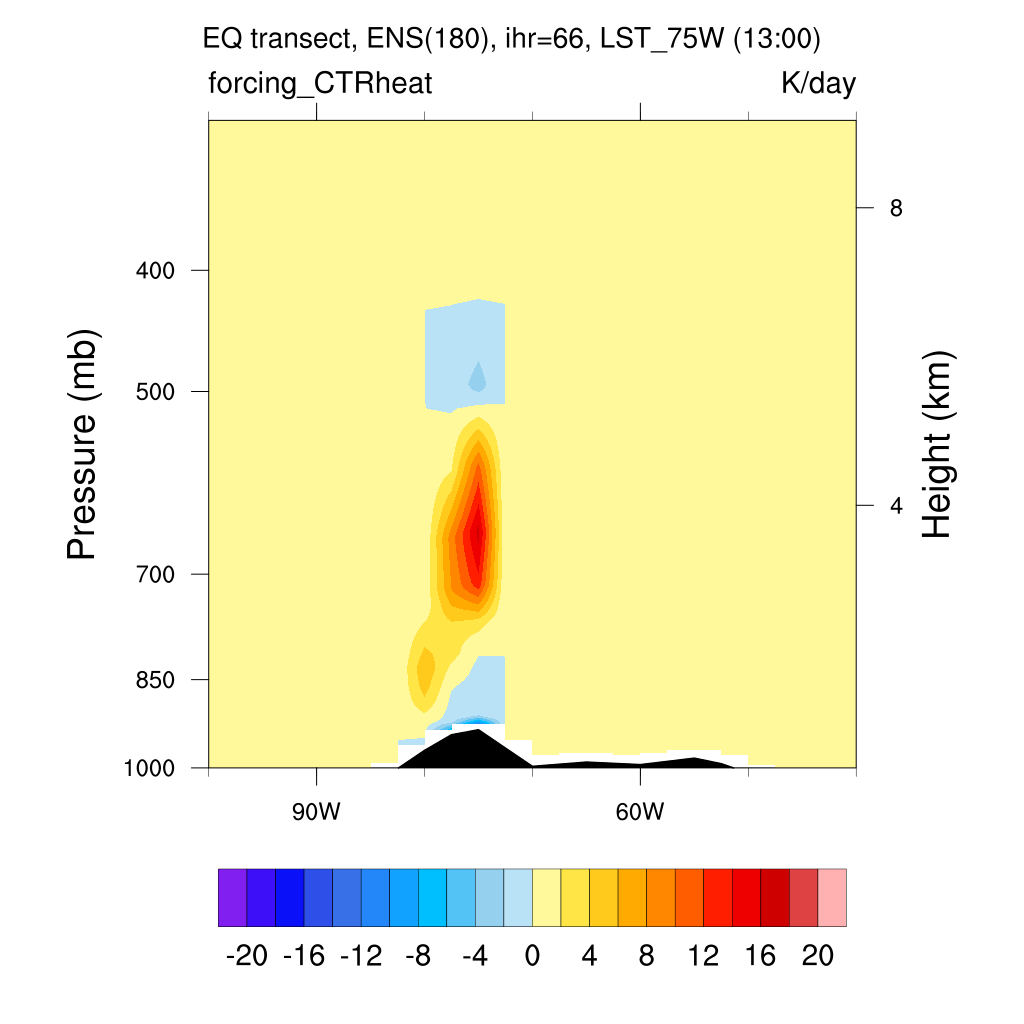 EQ transect, ENS(180), ihr=66, LST_75W (13:00)
forcing_CTRheat K/day
8
400
500
4
700
850
1000
Pressure (mb)
Height (km)
90W 60W
-20 -16 -12 -8 -4 0 4 8 12 16 20